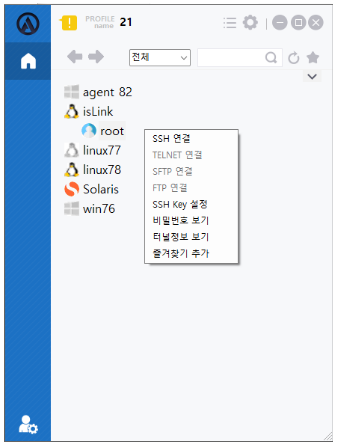 PROFILE
name 21
전체
agent 82
isLink
root
linux77
linux78
Solaris
win76
SSH 연결
TELNET 연결
SFTP 연결
FTP 연결
SSH Key 설정
비밀번호 보기
터널정보 보기
즐겨찾기 추가